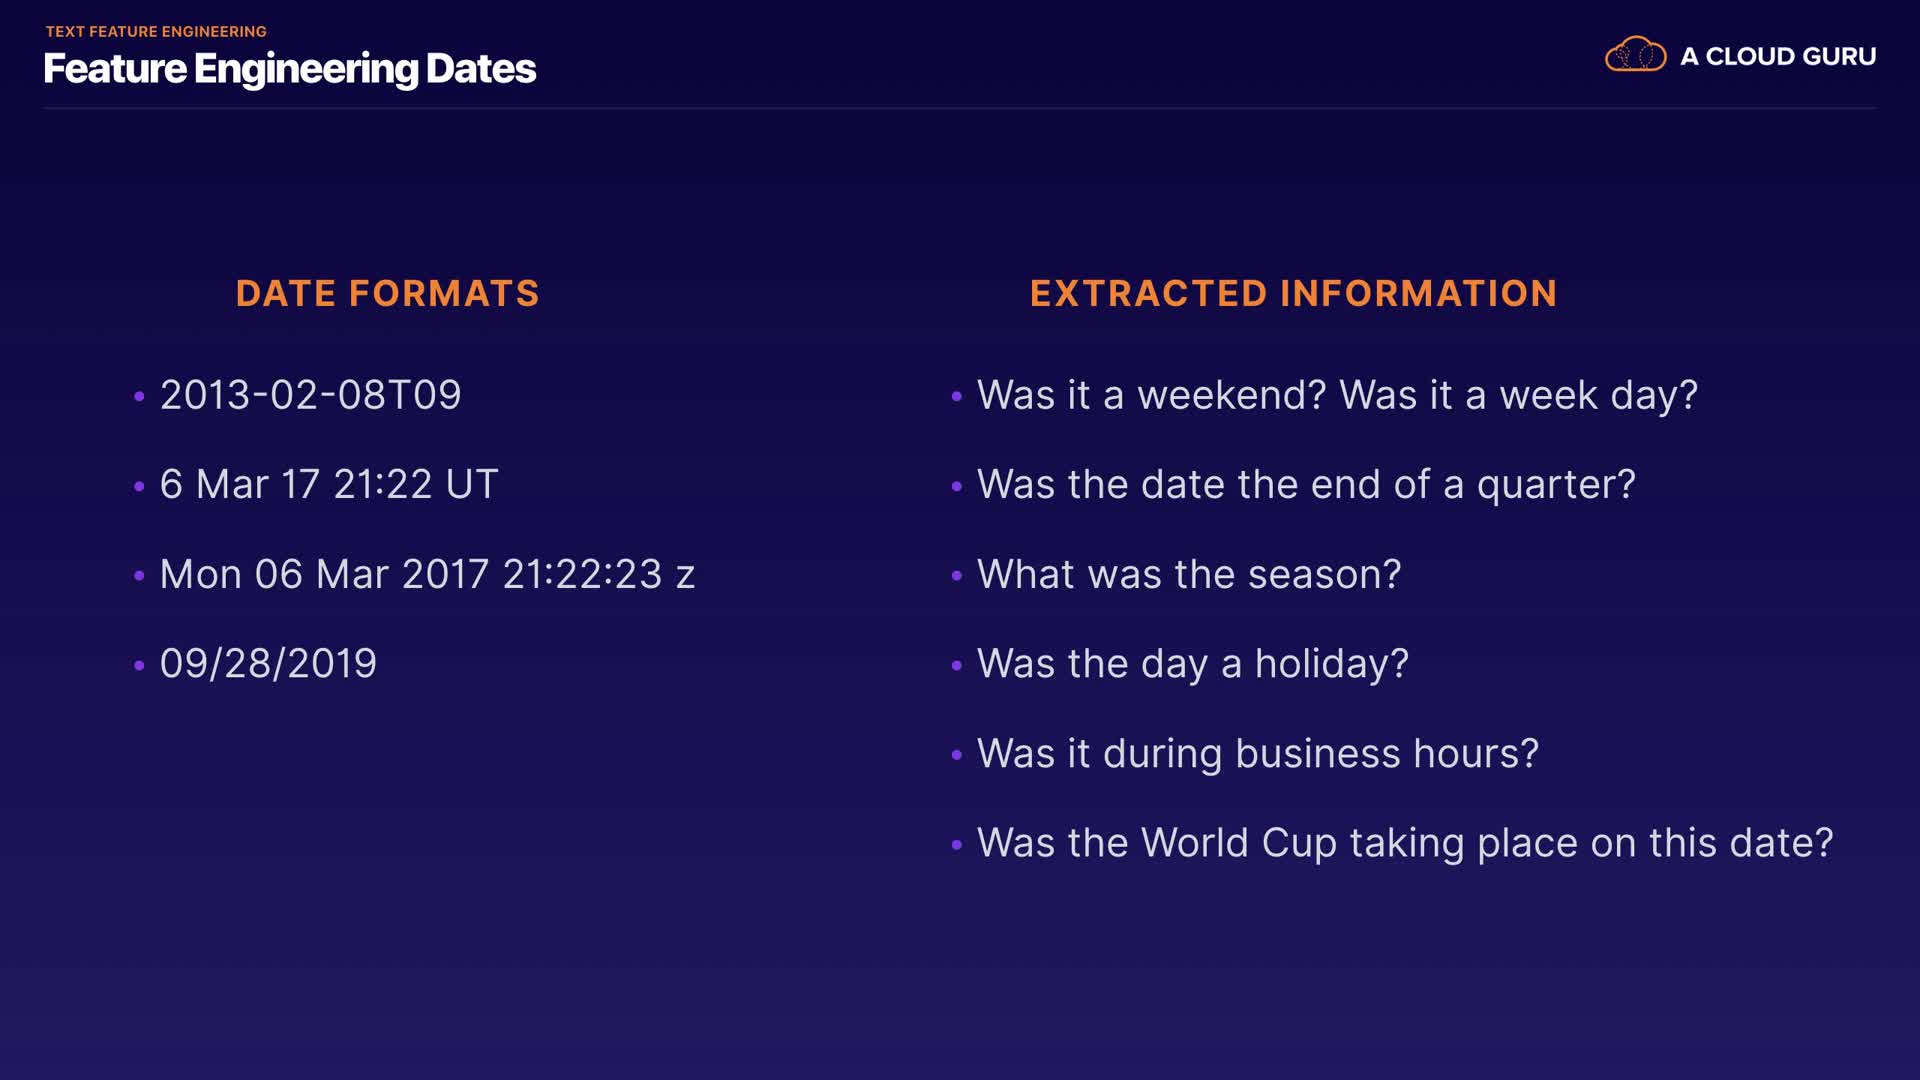 TEXT FEATURE ENGINEERING
Feature Engineering Dates
A CLOUD GURU
DATE FORMATS
• 2013-02-08T09
• 6 Mar 17 21:22 UT
• Mon 06 Mar 2017 21:22:23 z
• 09/28/2019
EXTRACTED INFORMATION
• Was it a weekend? Was it a week day?
• Was the date the end of a quarter?
• What was the season?
• Was the day a holiday?
• Was it during business hours?
• Was the World Cup taking place on this date?